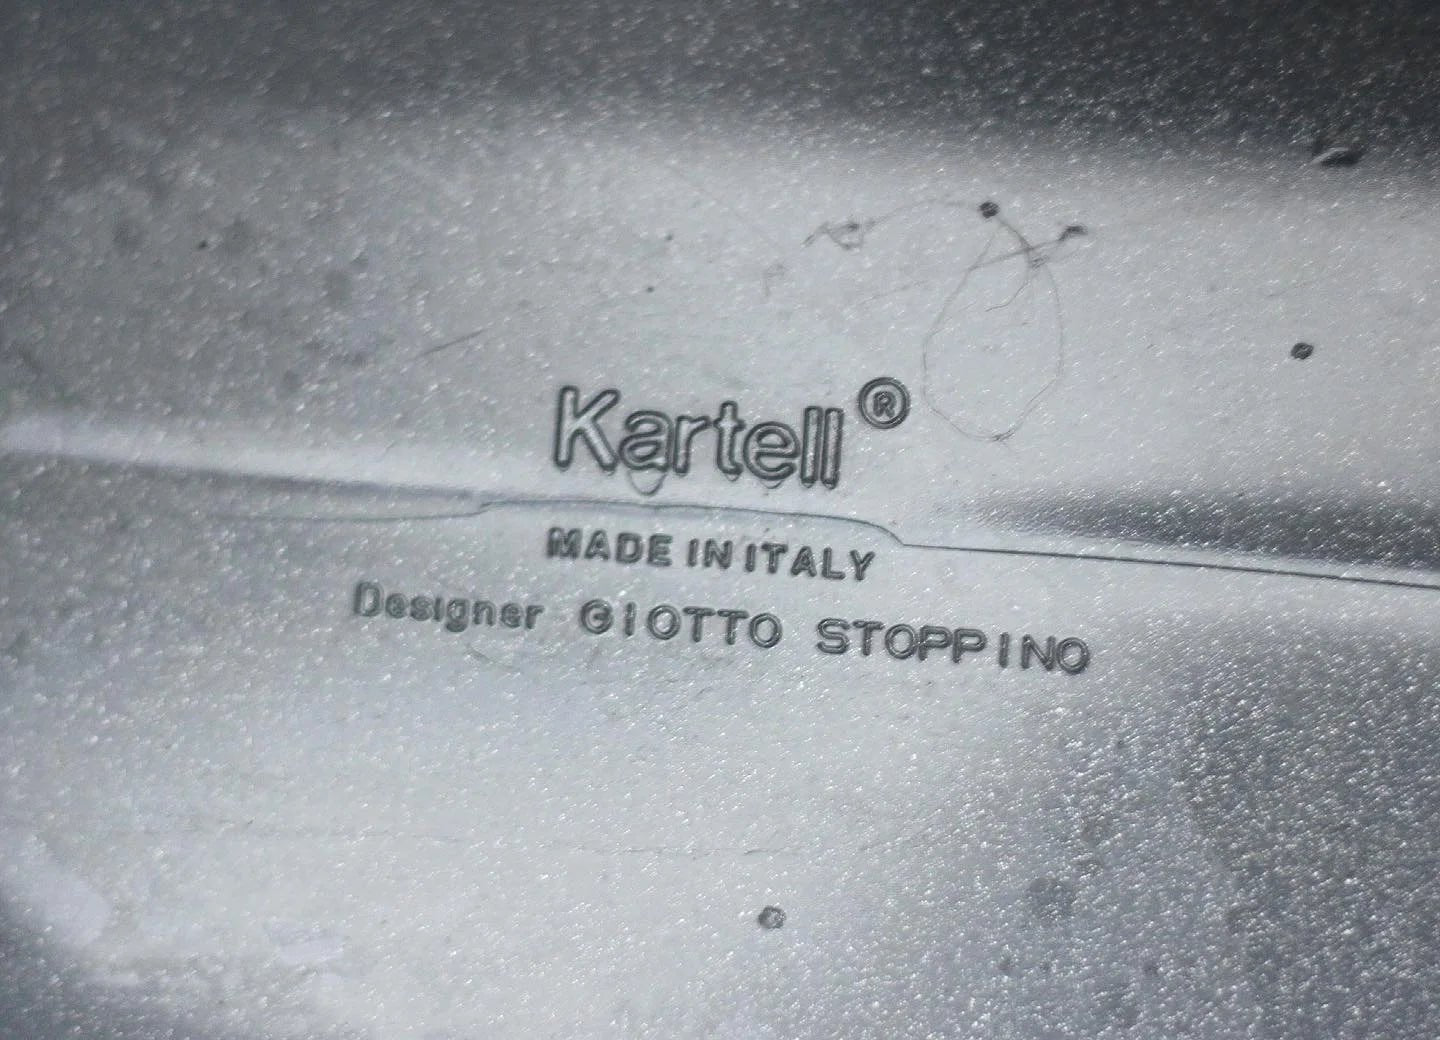 Kartell®
MADE IN ITALY
Designer GIOTTO STOPPINO